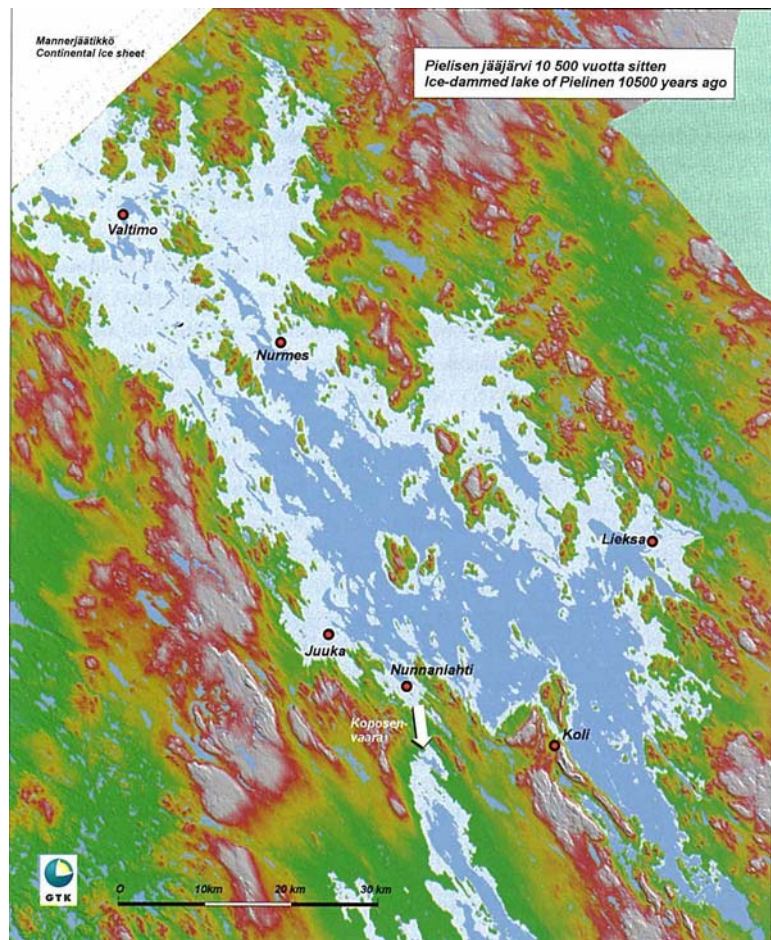 Mannerjäätikkö
Continental Ice sheet
Pielisen jääjärvi 10 500 vuotta sitten
Ice-dammed lake of Pielinen 10500 years ago
Valtimo
Nurmes
Lieksa
Juuka
Nunnanlahti
Koposen-
vaara
Koli
GTK
0 10km 20 km 30 km